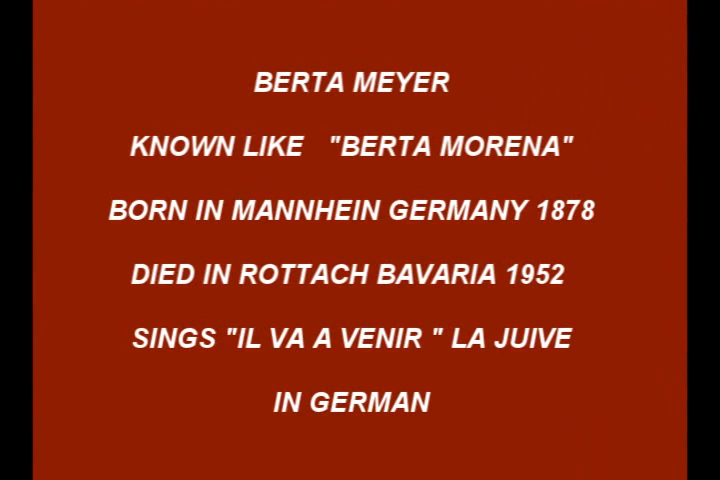 BERTA MEYER
KNOWN LIKE "BERTA MORENA"
BORN IN MANNHEIN GERMANY 1878
DIED IN ROTTACH BAVARIA 1952
SINGS "IL VA A VENIR " LA JUIVE
IN GERMAN